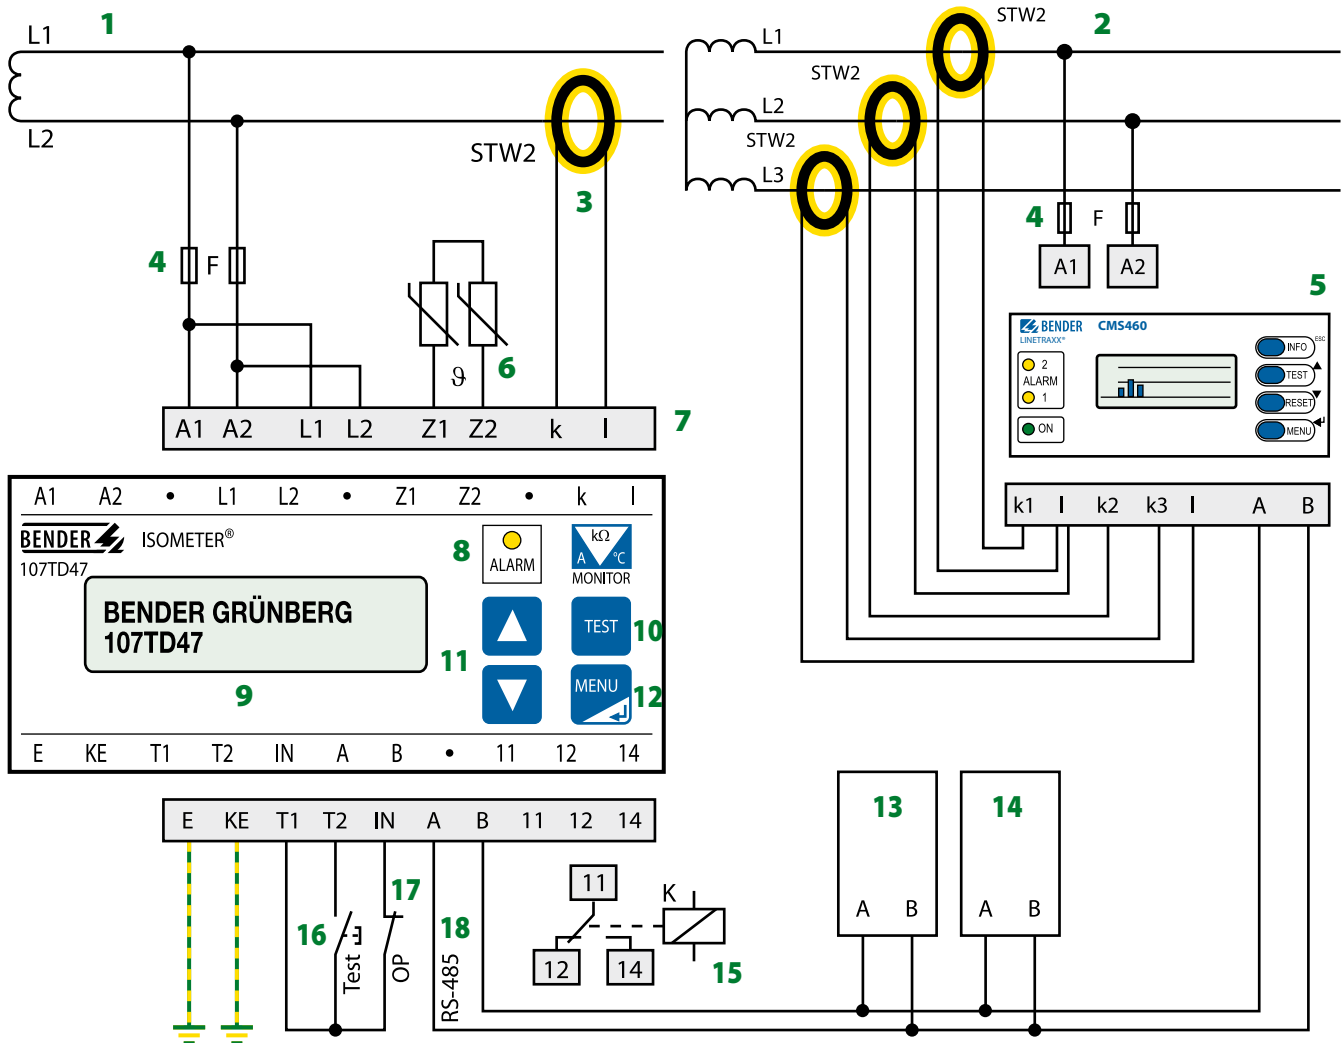 1
L1
L2
STW2
3
4
F
ϑ
6
A1 A2 L1 L2 Z1 Z2 k l
7
A1 A2 • L1 L2 • Z1 Z2 • k l
BENDER ISOMETER®
107TD47
BENDER GRÜNBERG
107TD47
9
8
ALARM
kΩ
A °C
MONITOR
11
TEST
10
MENU
12
E KE T1 T2 IN A B • 11 12 14
E KE T1 T2 IN A B 11 12 14
16
Test
17
OP
18
RS-485
11
12
14
K
15
STW2
2
L1
STW2
L2
STW2
L3
4
F
A1
A2
5
BENDER CMS460
LINETRAXX®
2
ALARM
1
ON
INFO
ESC
TEST
RESET
MENU
k1 l k2 k3 l A B
13
A B
14
A B